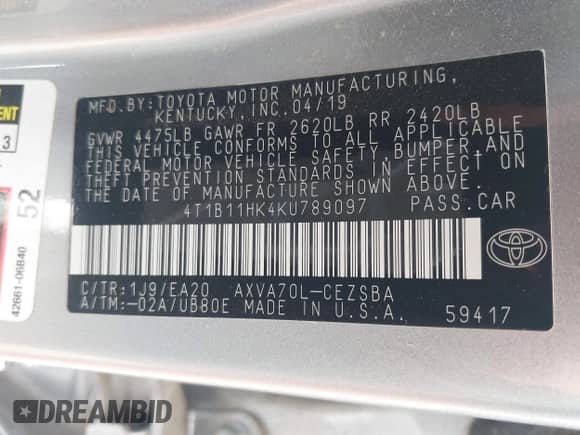 MFD.BY:TOYOTA MOTOR MANUFACTURING,
KENTUCKY,INC.04/19
GVWR 4475LB GAWR FR 2620LB RR 2420LB
THIS VEHICLE CONFORMS TO ALL APPLICABLE
FEDERAL MOTOR VEHICLE SAFETY,BUMPER,AND
THEFT PREVENTION STANDARDS IN EFFECT ON
THE DATE OF MANUFACTURE SHOWN ABOVE.
4T1B11HK4KU789097 PASS.CAR
C/TR:1J9/EA20 AXVA70L-CEZSBA
A/TM:-02A/UB80E MADE IN U.S.A.
59417
52
42661-06B40
3
DREAMBID